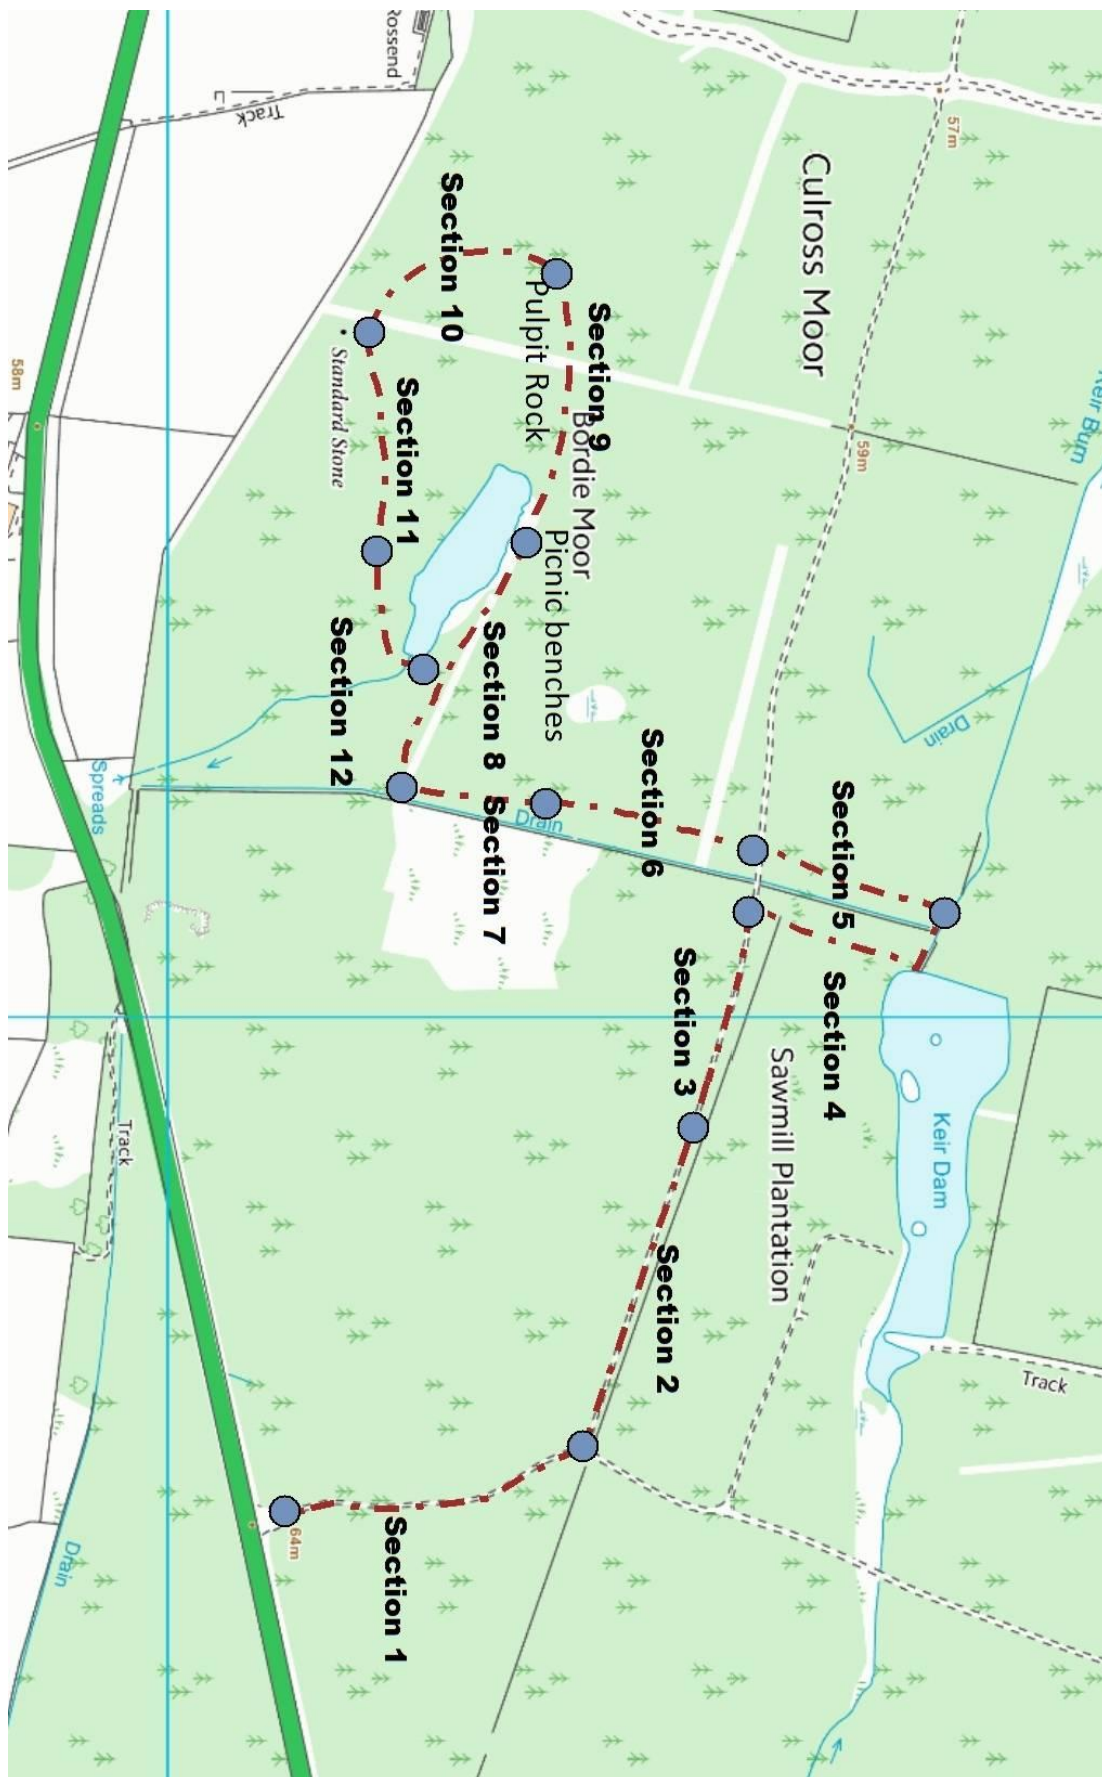 Keir Burn
Track
57m
Drain
Keir Dam
59m
Culross Moor
Section 5
Section 4
Sawmill Plantation
Section 3
Section 6
Section 2
Section 9
Bordie Moor
Picnic benches
Pulpit Rock
Drain
Section 8
Section 7
Section 10
Section 11
Rossend
Section 1
Standard Stone
Section 12
64m
Track
Track
Spreads
Drain
58m